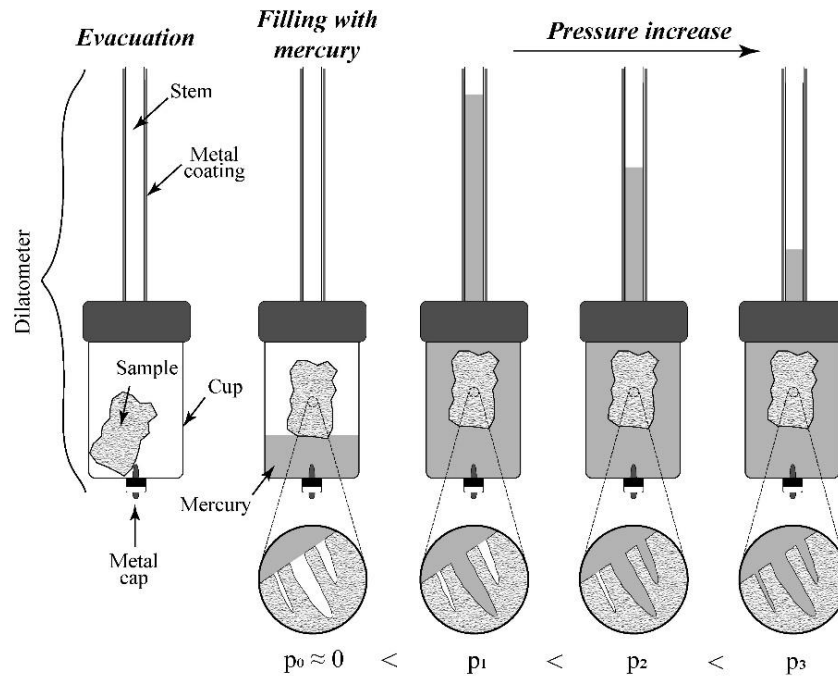 Evacuation
Filling with
mercury
Pressure increase
Stem
Metal
coating
Dilatometer
Sample
Cup
Mercury
Metal
cap
p₀ ≈ 0 < p₁ < p₂ < p₃